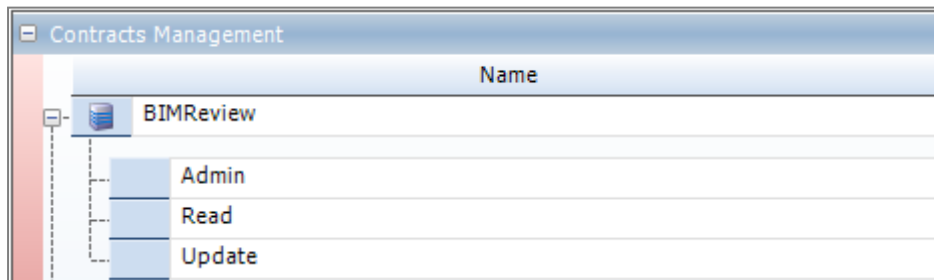 Contracts Management
Name
BIMReview
Admin
Read
Update